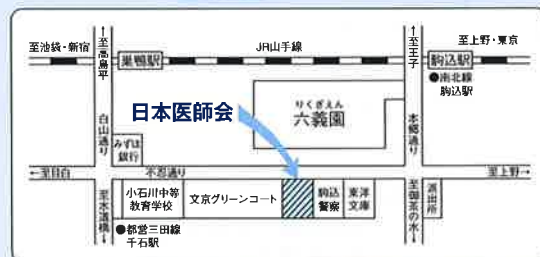 至池袋・新宿
↑至高島平
巣鴨駅
JR山手線
↑至王子
駒込駅
至上野・東京
●南北線
駒込駅
日本医師会
りくぎえん
六義園
白山通り
みずほ
銀行
本郷通り
←至目白
不忍通り
至上野→
至水道橋↓
小石川中等
教育学校
文京グリーンコート
駒込
警察
東洋
文庫
至御茶の水↓
派出所
●都営三田線
千石駅